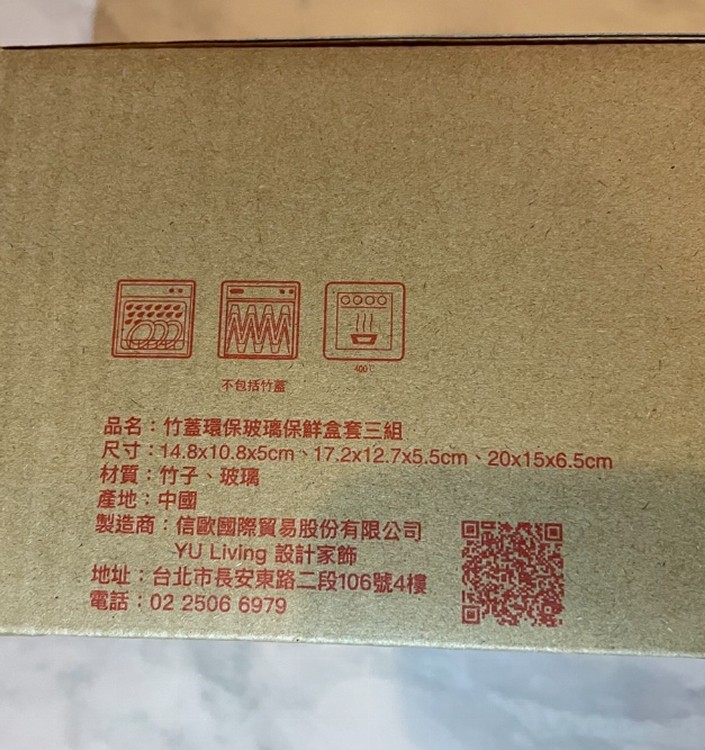 400℃
不包括竹蓋
品名：竹蓋環保玻璃保鮮盒套三組
尺寸：14.8x10.8x5cm、17.2x12.7x5.5cm、20x15x6.5cm
材質：竹子、玻璃
產地：中國
製造商：信歐國際貿易股份有限公司
YU Living 設計家飾
地址：台北市長安東路二段106號4樓
電話：02 2506 6979